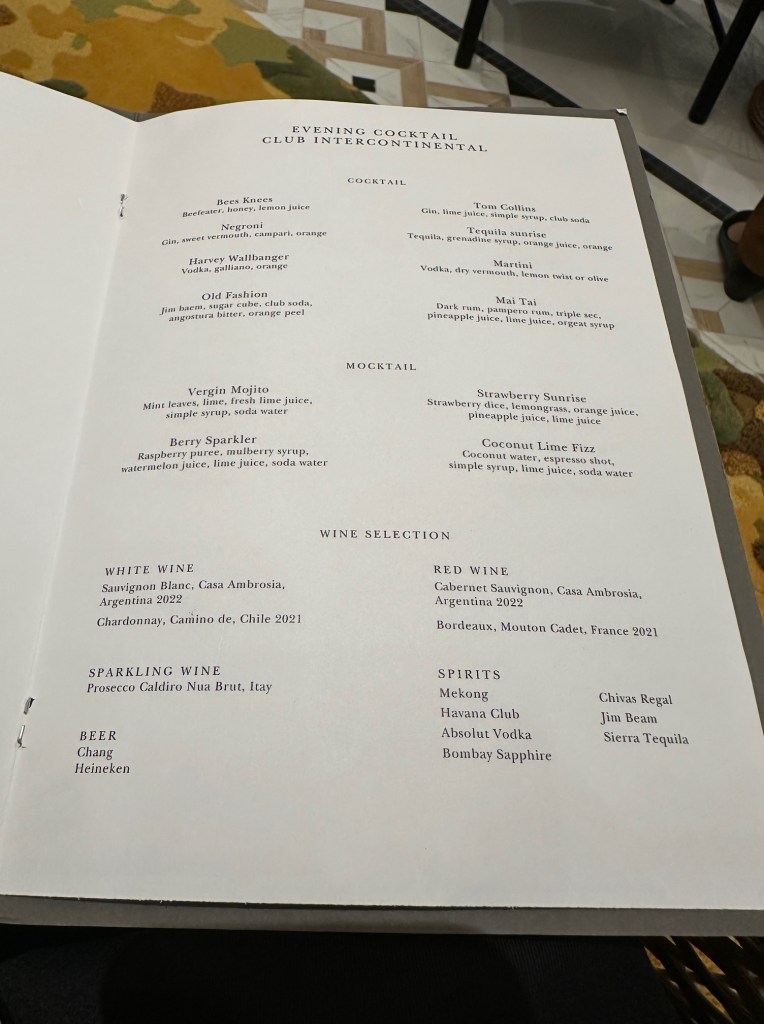 EVENING COCKTAIL
CLUB INTERCONTINENTAL
COCKTAIL
Bees Knees
Beefeater, honey, lemon juice
Negroni
Gin, sweet vermouth, campari, orange
Harvey Wallbanger
Vodka, galliano, orange
Old Fashion
Jim baem, sugar cube, club soda,
angostura bitter, orange peel
Tom Collins
Gin, lime juice, simple syrup, club soda
Tequila sunrise
Tequila, grenadine syrup, orange juice, orange
Martini
Vodka, dry vermouth, lemon twist or olive
Mai Tai
Dark rum, pampero rum, triple sec,
pineapple juice, lime juice, orgeat syrup
MOCKTAIL
Vergin Mojito
Mint leaves, lime, fresh lime juice,
simple syrup, soda water
Berry Sparkler
Raspberry puree, mulberry syrup,
watermelon juice, lime juice, soda water
Strawberry Sunrise
Strawberry dice, lemongrass, orange juice,
pineapple juice, lime juice
Coconut Lime Fizz
Coconut water, espresso shot,
simple syrup, lime juice, soda water
WINE SELECTION
WHITE WINE
Sauvignon Blanc, Casa Ambrosia,
Argentina 2022
Chardonnay, Camino de, Chile 2021
RED WINE
Cabernet Sauvignon, Casa Ambrosia,
Argentina 2022
Bordeaux, Mouton Cadet, France 2021
SPARKLING WINE
Prosecco Caldiro Nua Brut, Itay
BEER
Chang
Heineken
SPIRITS
Mekong
Havana Club
Absolut Vodka
Bombay Sapphire
Chivas Regal
Jim Beam
Sierra Tequila